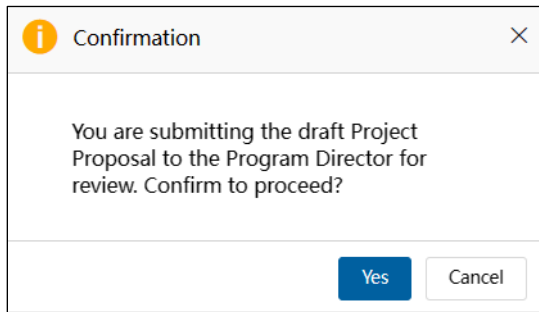 Confirmation
You are submitting the draft Project
Proposal to the Program Director for
review. Confirm to proceed?
Yes
Cancel